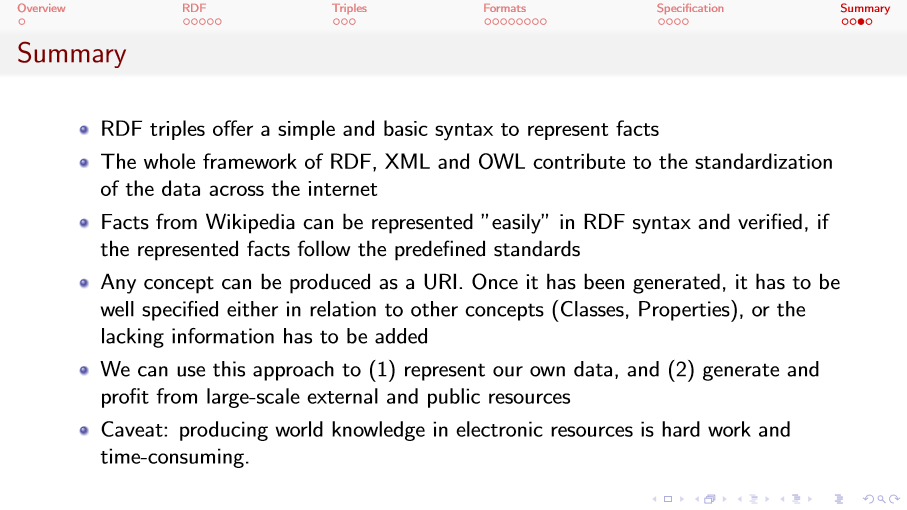 Overview RDF Triples Formats Specification Summary
Summary
RDF triples offer a simple and basic syntax to represent facts
The whole framework of RDF, XML and OWL contribute to the standardization
of the data across the internet
Facts from Wikipedia can be represented ”easily” in RDF syntax and verified, if
the represented facts follow the predefined standards
Any concept can be produced as a URI. Once it has been generated, it has to be
well specified either in relation to other concepts (Classes, Properties), or the
lacking information has to be added
We can use this approach to (1) represent our own data, and (2) generate and
profit from large-scale external and public resources
Caveat: producing world knowledge in electronic resources is hard work and
time-consuming.